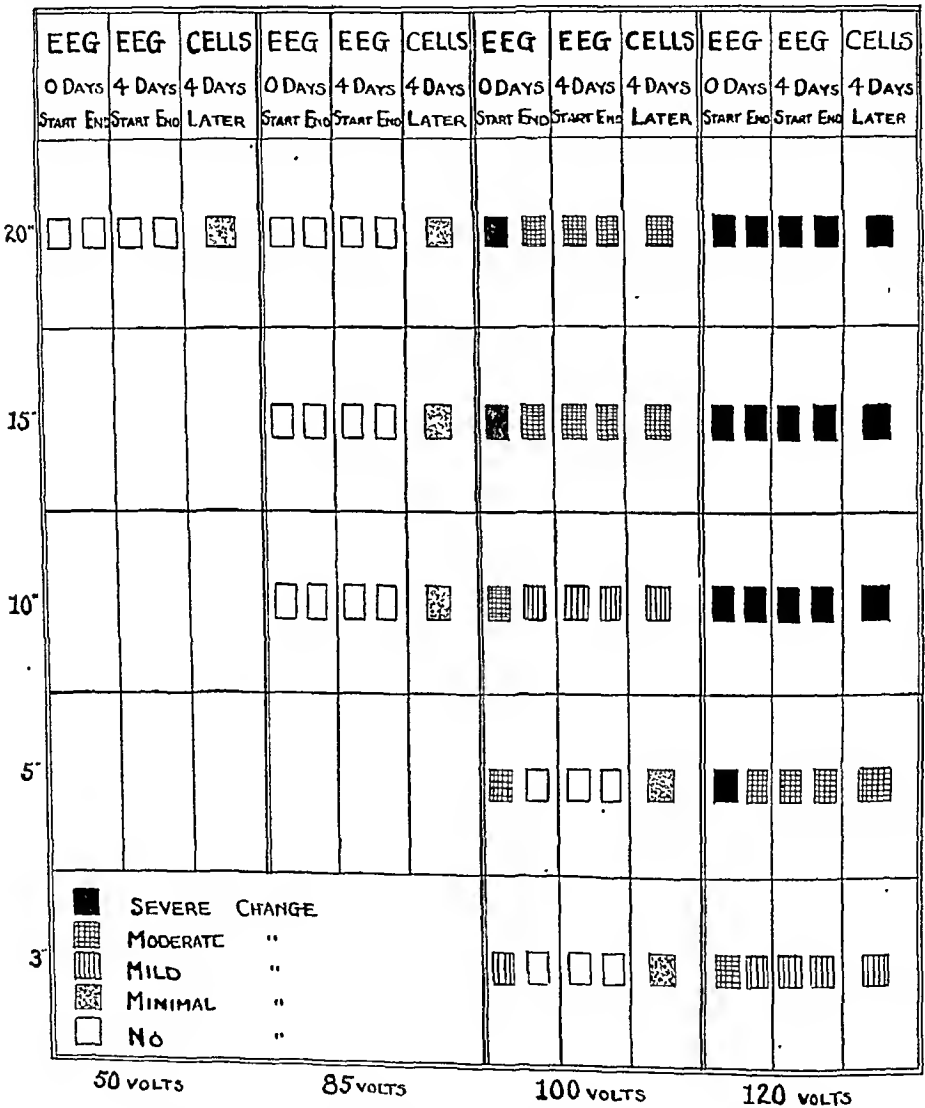 EEG EEG CELLS EEG EEG CELLS EEG EEG CELLS EEG EEG CELLS
0 DAYS 4 DAYS 4 DAYS 0 DAYS 4 DAYS 4 DAYS 0 DAYS 4 DAYS 4 DAYS 0 DAYS 4 DAYS 4 DAYS
START END START END LATER START END START END LATER START END START END LATER START END START END LATER
20"
15"
10"
5"
3"
SEVERE CHANGE
MODERATE "
MILD "
MINIMAL "
NO "
50 VOLTS 85 VOLTS 100 VOLTS 120 VOLTS